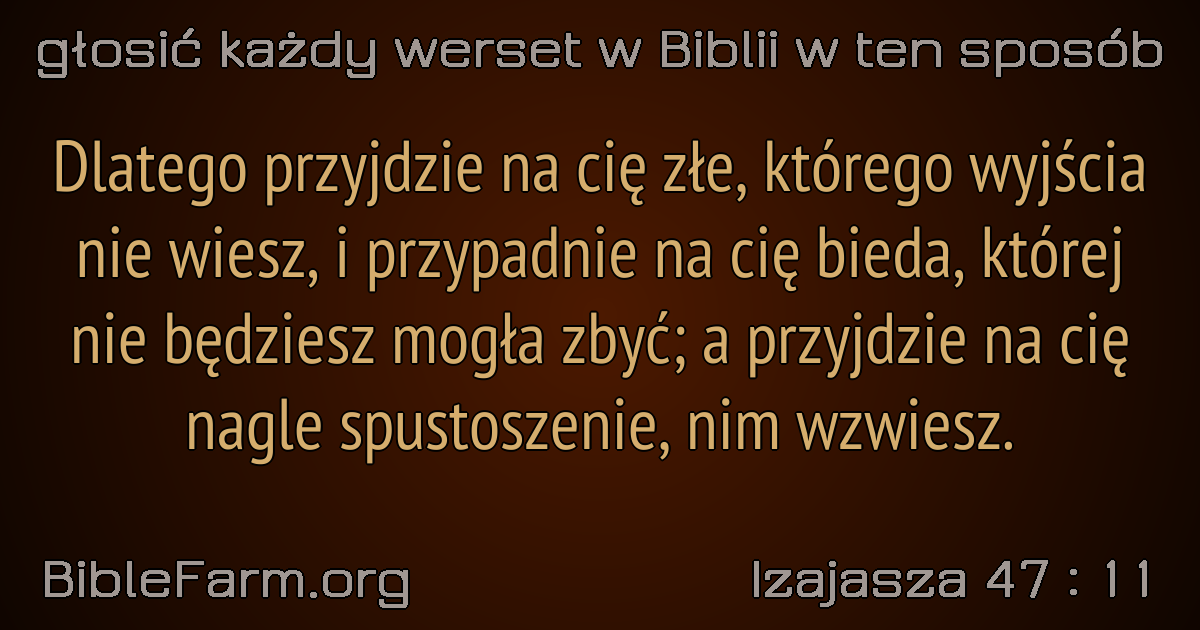 głosić każdy werset w Biblii w ten sposób
Dlatego przyjdzie na cię złe, którego wyjścia
nie wiesz, i przypadnie na cię bieda, której
nie będziesz mogła zbyć; a przyjdzie na cię
nagle spustoszenie, nim wzwiesz.
BibleFarm.org
Izajasza 47 : 11